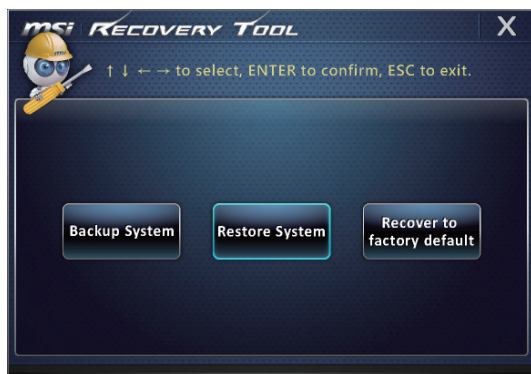 msi RECOVERY TOOL X
↑ ↓ ← → to select, ENTER to confirm, ESC to exit.
Backup System
Restore System
Recover to
factory default